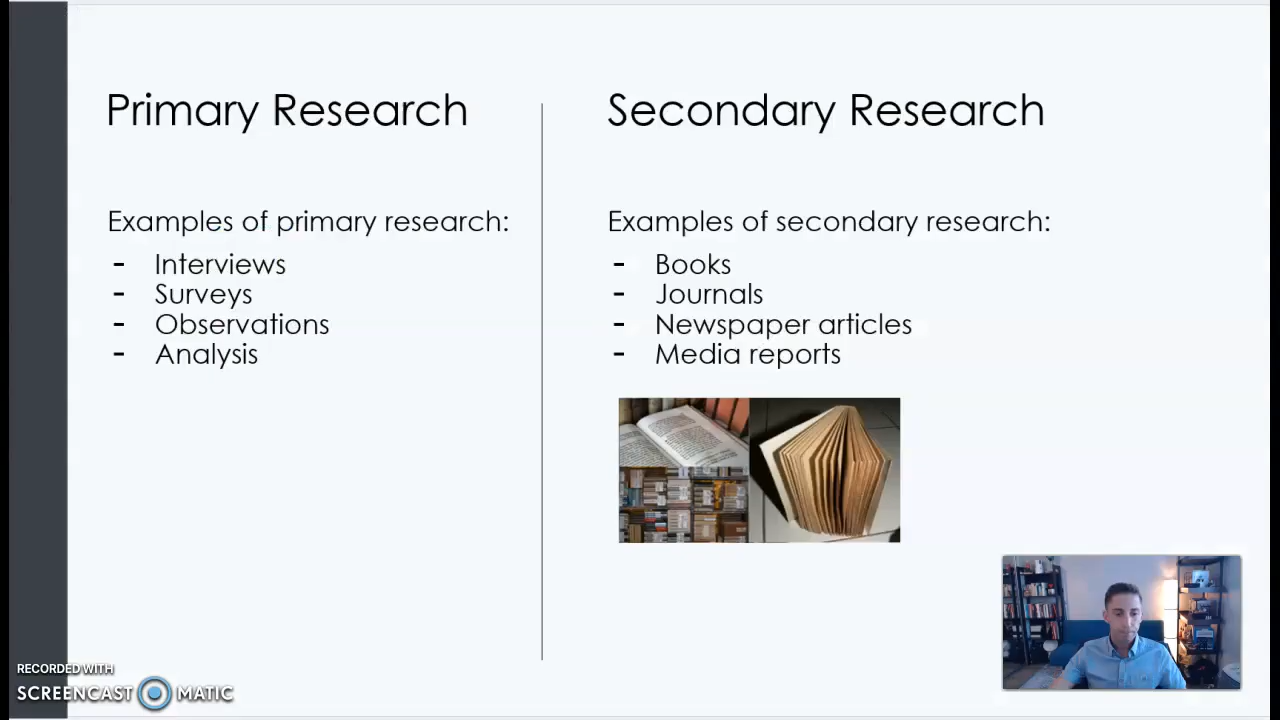 Primary Research
Examples of primary research:
- Interviews
- Surveys
- Observations
- Analysis
Secondary Research
Examples of secondary research:
- Books
- Journals
- Newspaper articles
- Media reports
RECORDED WITH
SCREENCAST MATIC